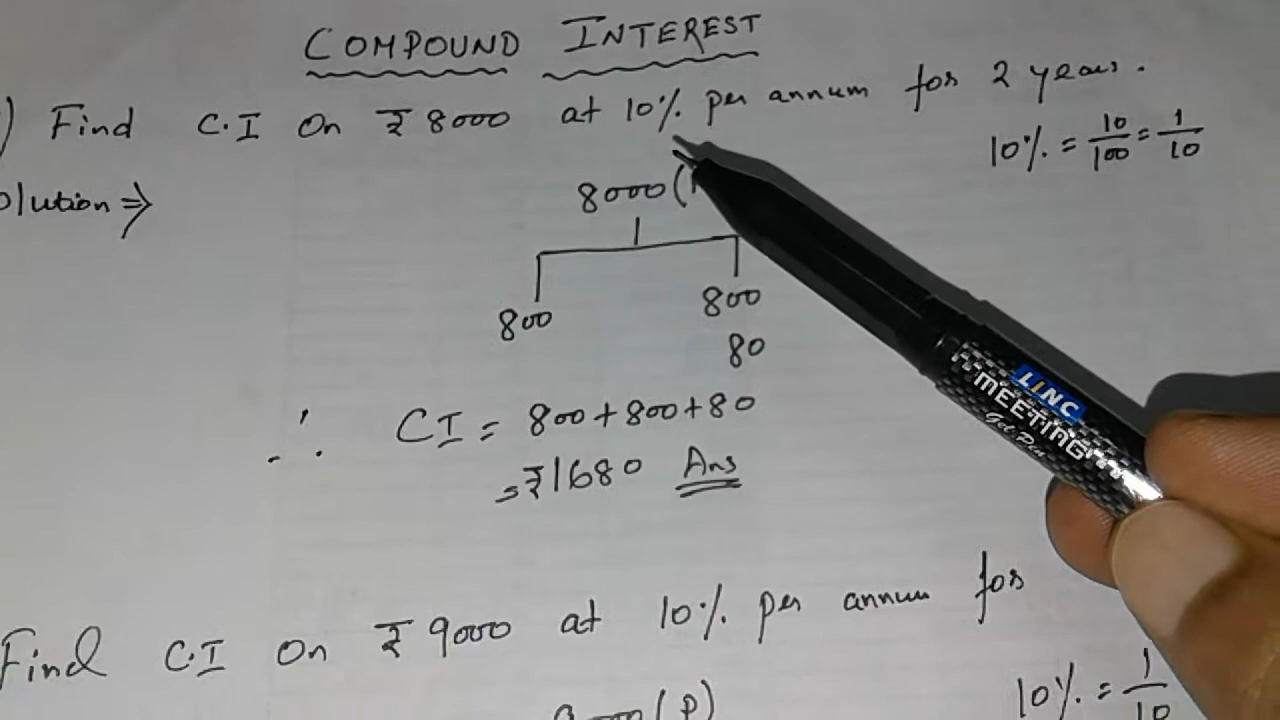 COMPOUND INTEREST
) Find C.I On ₹ 8000 at 10% per annum for 2 years.
10% = 10/100 = 1/10
olution ⇒
8000 (
800 800
80
∴ CI = 800 + 800 + 80
= ₹1680 Ans
Find C.I On ₹ 9000 at 10% per annum for
10% = 1/10
(P)
LINC
MEETING...
Gel Pen